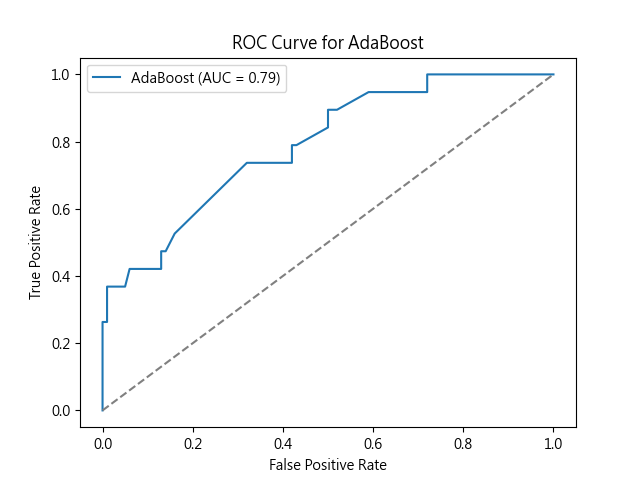 ROC Curve for AdaBoost
AdaBoost (AUC = 0.79)
True Positive Rate
1.0
0.8
0.6
0.4
0.2
0.0
0.0 0.2 0.4 0.6 0.8 1.0
False Positive Rate